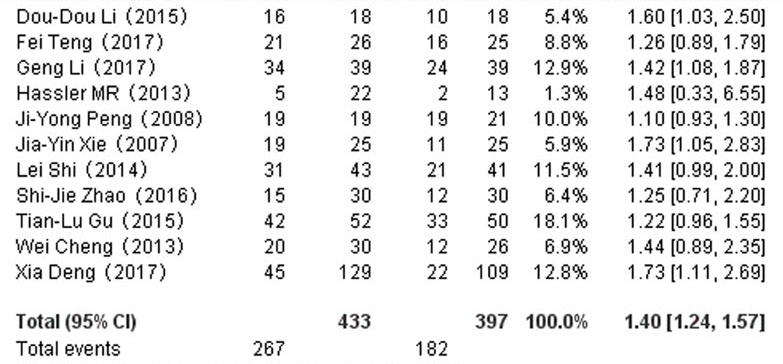 Dou-Dou Li（2015） 16 18 10 18 5.4% 1.60 [1.03, 2.50]
Fei Teng（2017） 21 26 16 25 8.8% 1.26 [0.89, 1.79]
Geng Li（2017） 34 39 24 39 12.9% 1.42 [1.08, 1.87]
Hassler MR（2013） 5 22 2 13 1.3% 1.48 [0.33, 6.55]
Ji-Yong Peng（2008） 19 19 19 21 10.0% 1.10 [0.93, 1.30]
Jia-Yin Xie（2007） 19 25 11 25 5.9% 1.73 [1.05, 2.83]
Lei Shi（2014） 31 43 21 41 11.5% 1.41 [0.99, 2.00]
Shi-Jie Zhao（2016） 15 30 12 30 6.4% 1.25 [0.71, 2.20]
Tian-Lu Gu（2015） 42 52 33 50 18.1% 1.22 [0.96, 1.55]
Wei Cheng（2013） 20 30 12 26 6.9% 1.44 [0.89, 2.35]
Xia Deng（2017） 45 129 22 109 12.8% 1.73 [1.11, 2.69]
Total (95% CI) 433 397 100.0% 1.40 [1.24, 1.57]
Total events 267 182